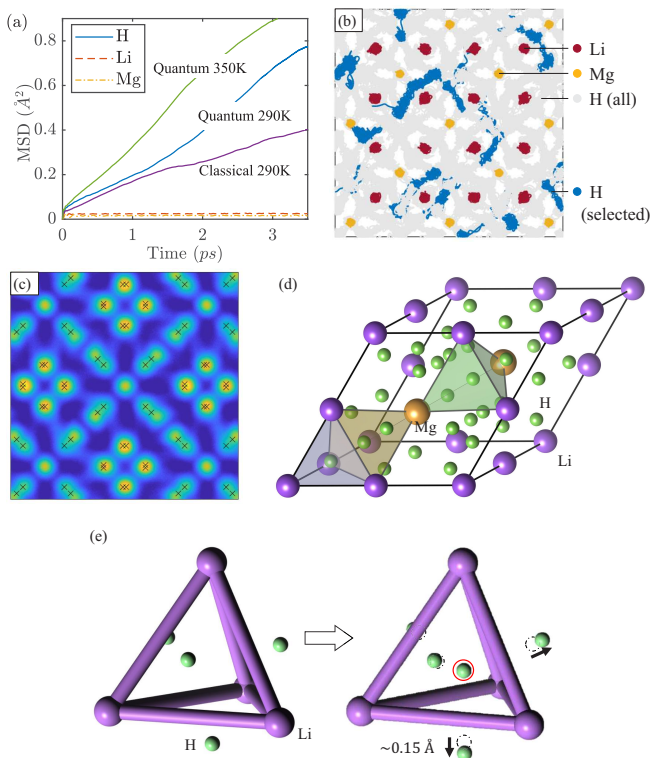 (a)
MSD (Å²)
0.8
0.6
0.4
0.2
0
0
1
2
3
Time (ps)
H
Li
Mg
Quantum 350K
Quantum 290K
Classical 290K
(b)
Li
Mg
H (all)
H
(selected)
(c)
(d)
Mg
H
Li
(e)
H
Li
~0.15 Å